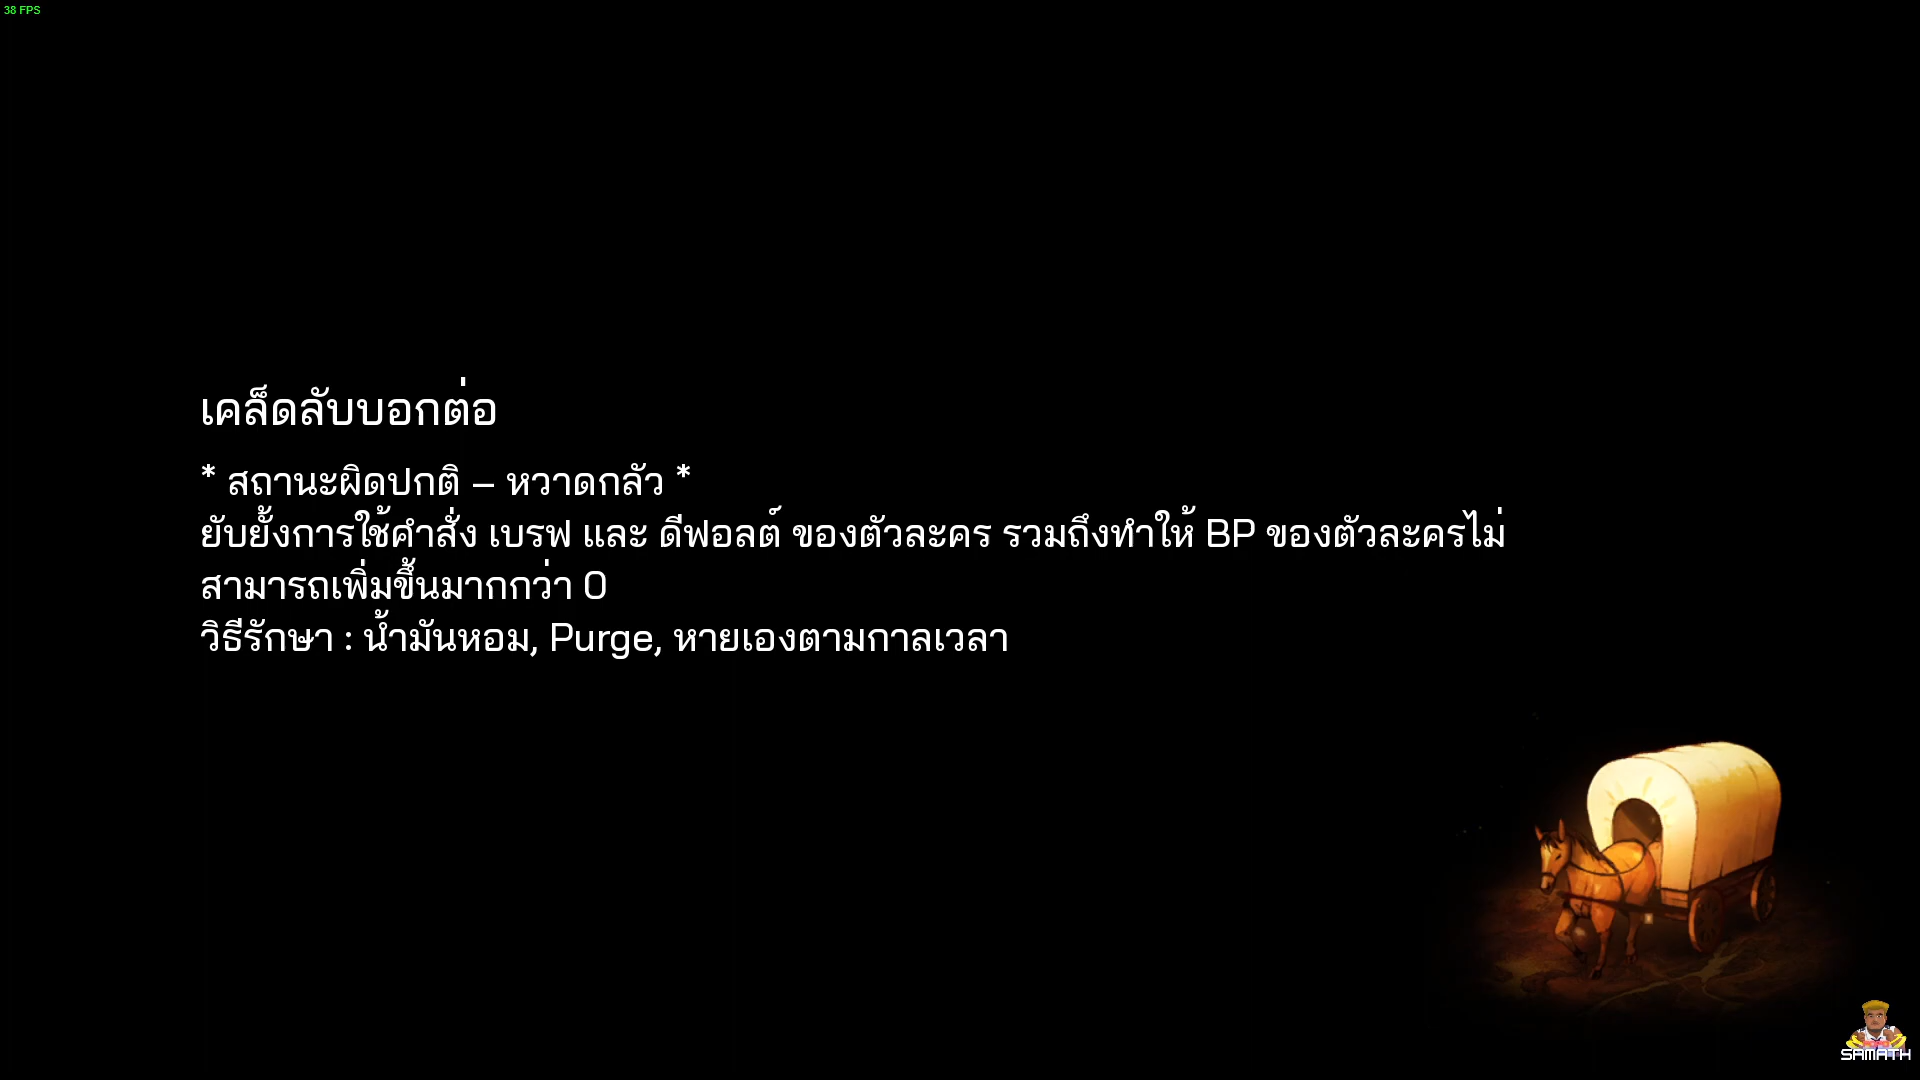 38 FPS
เคล็ดลับบอกต่อ
* สถานะผิดปกติ – หวาดกลัว *
ยับยั้งการใช้คำสั่ง เบรฟ และ ดีฟอลต์ ของตัวละคร รวมถึงทำให้ BP ของตัวละครไม่
สามารถเพิ่มขึ้นมากกว่า 0
วิธีรักษา : น้ำมันหอม, Purge, หายเองตามกาลเวลา
SAMATH